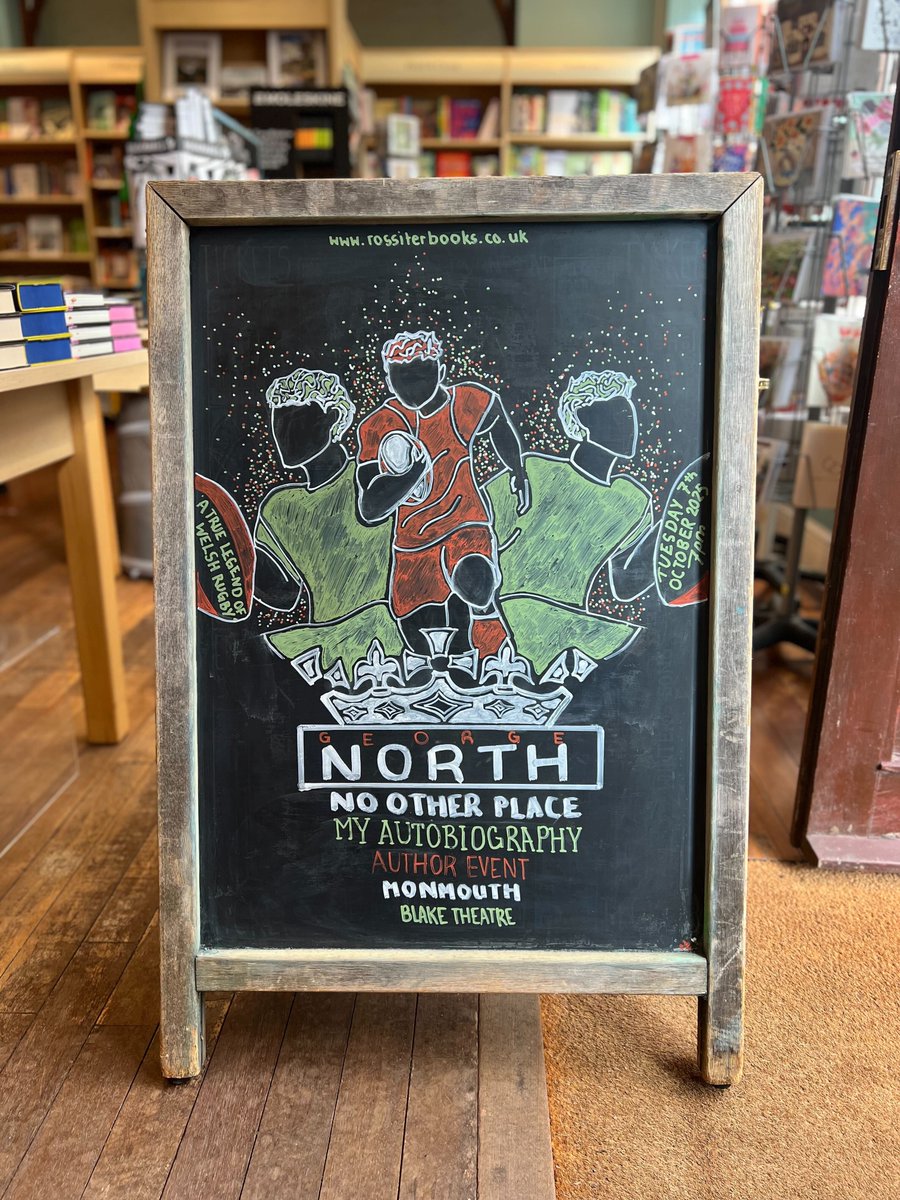 MOLESKINE
www.rossiterbooks.co.uk
A TRUE LEGEND OF
WELSH RUGBY
TUESDAY 7th
OCTOBER 2025
7PM
GEORGE
NORTH
NO OTHER PLACE
MY AUTOBIOGRAPHY
AUTHOR EVENT
MONMOUTH
BLAKE THEATRE